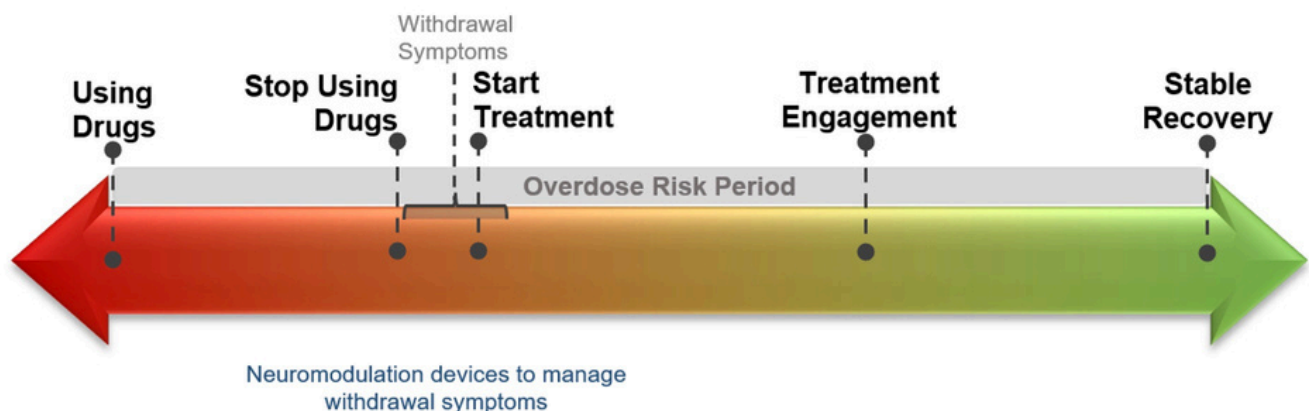 Withdrawal
Symptoms
Using
Drugs
Stop Using
Drugs
Start
Treatment
Treatment
Engagement
Stable
Recovery
Overdose Risk Period
Neuromodulation devices to manage
withdrawal symptoms